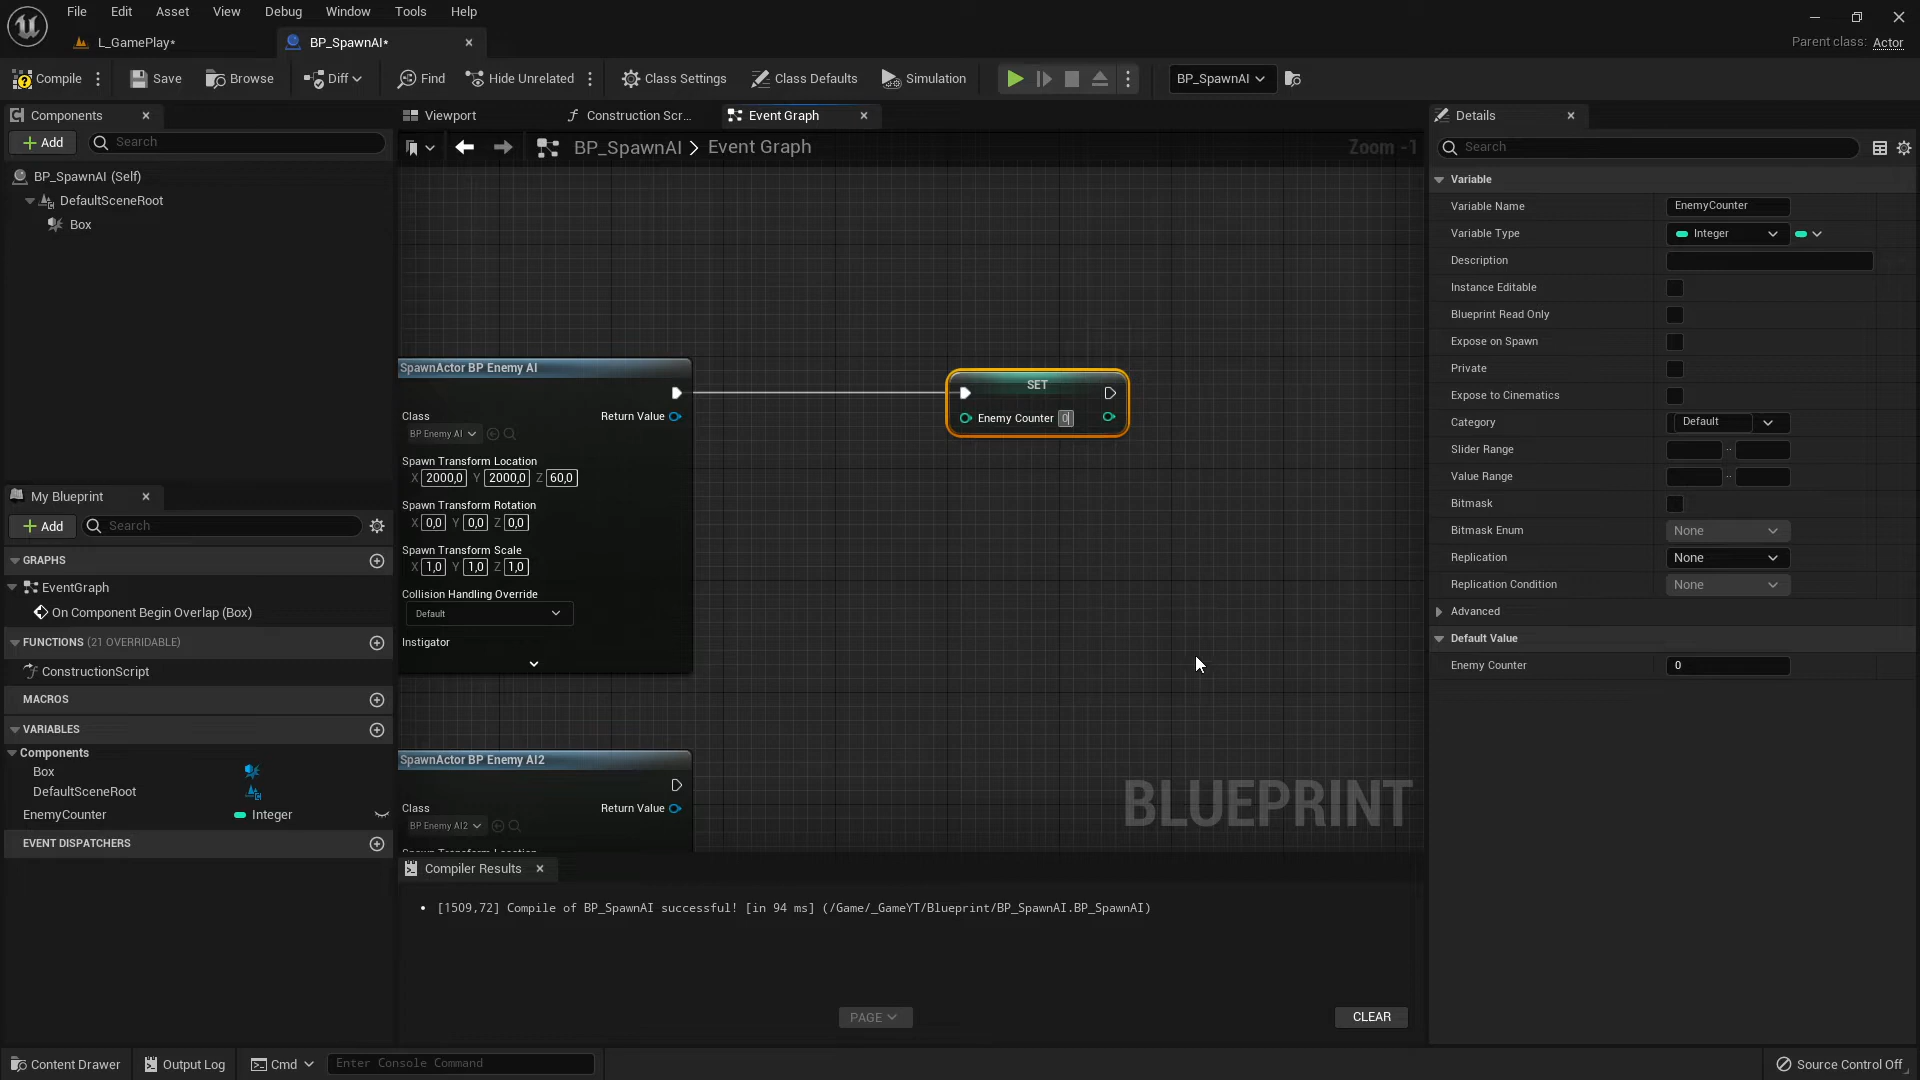 File Edit Asset View Debug Window Tools Help
L_GamePlay*
BP_SpawnAI*
Parent class: Actor
Compile
Save
Browse
Diff
Find
Hide Unrelated
Class Settings
Class Defaults
Simulation
BP_SpawnAI
Components
Add
Search
BP_SpawnAI (Self)
DefaultSceneRoot
Box
My Blueprint
Add
Search
GRAPHS
EventGraph
On Component Begin Overlap (Box)
FUNCTIONS (21 OVERRIDABLE)
ConstructionScript
MACROS
VARIABLES
Components
Box
DefaultSceneRoot
EnemyCounter Integer
EVENT DISPATCHERS
Viewport
Construction Scr...
Event Graph
BP_SpawnAI > Event Graph
Zoom -1
SpawnActor BP Enemy AI
Class
Return Value
BP Enemy AI
Spawn Transform Location
X 2000,0 Y 2000,0 Z 60,0
Spawn Transform Rotation
X 0,0 Y 0,0 Z 0,0
Spawn Transform Scale
X 1,0 Y 1,0 Z 1,0
Collision Handling Override
Default
Instigator
SET
Enemy Counter 0
SpawnActor BP Enemy AI2
Class
Return Value
BP Enemy AI2
Spawn Transform Location
BLUEPRINT
Compiler Results
• [1509,72] Compile of BP_SpawnAI successful! [in 94 ms] (/Game/_GameYT/Blueprint/BP_SpawnAI.BP_SpawnAI)
PAGE
CLEAR
Details
Search
Variable
Variable Name EnemyCounter
Variable Type Integer
Description
Instance Editable
Blueprint Read Only
Expose on Spawn
Private
Expose to Cinematics
Category Default
Slider Range
Value Range
Bitmask
Bitmask Enum None
Replication None
Replication Condition None
Advanced
Default Value
Enemy Counter 0
Content Drawer
Output Log
Cmd
Enter Console Command
Source Control Off